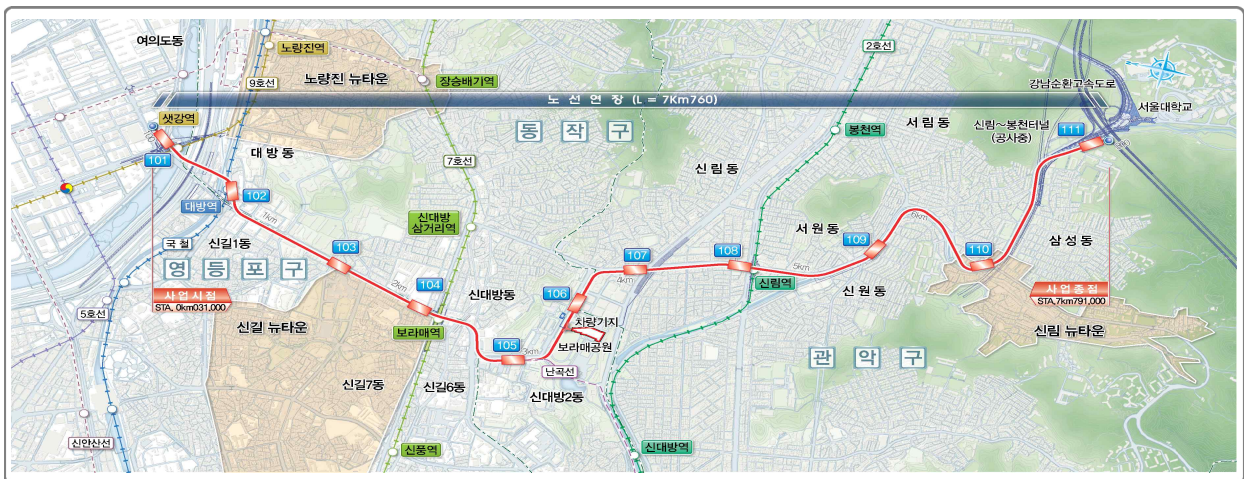 여의도동
노량진역
2호선
9호선
노량진 뉴타운
장승배기역
강남순환고속도로
노 선 연 장 (L = 7Km760)
서울대학교
샛강역
동 작 구
봉천역
서림동
신림~봉천터널
(공사중)
111
101
대 방 동
7호선
신림동
102
대방역
1km
신대방
삼거리역
서원동
6km
109
국 철
신길1동
103
107
108
삼성동
110
영 등 포 구
2km
104
신대방동
106
4km
5km
신림역
신원동
사업시점
STA. 0km031,000
사업종점
STA.7km791,000
5호선
신길 뉴타운
보라매역
차량기지
보라매공원
105
3km
신림 뉴타운
난곡선
관 악 구
신길7동
신길6동
신대방2동
신안산선
신풍역
신대방역